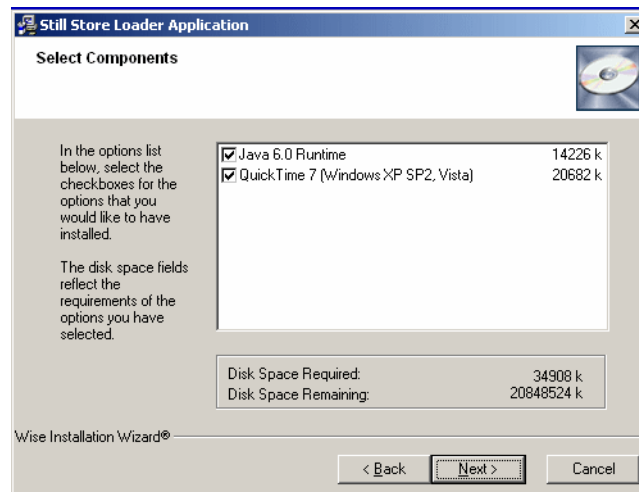 Still Store Loader Application
Select Components
In the options list
below, select the
checkboxes for the
options that you
would like to have
installed.
The disk space fields
reflect the
requirements of the
options you have
selected.
Java 6.0 Runtime 14226 k
QuickTime 7 (Windows XP SP2, Vista) 20682 k
Disk Space Required: 34908 k
Disk Space Remaining: 20848524 k
Wise Installation Wizard®
< Back Next > Cancel